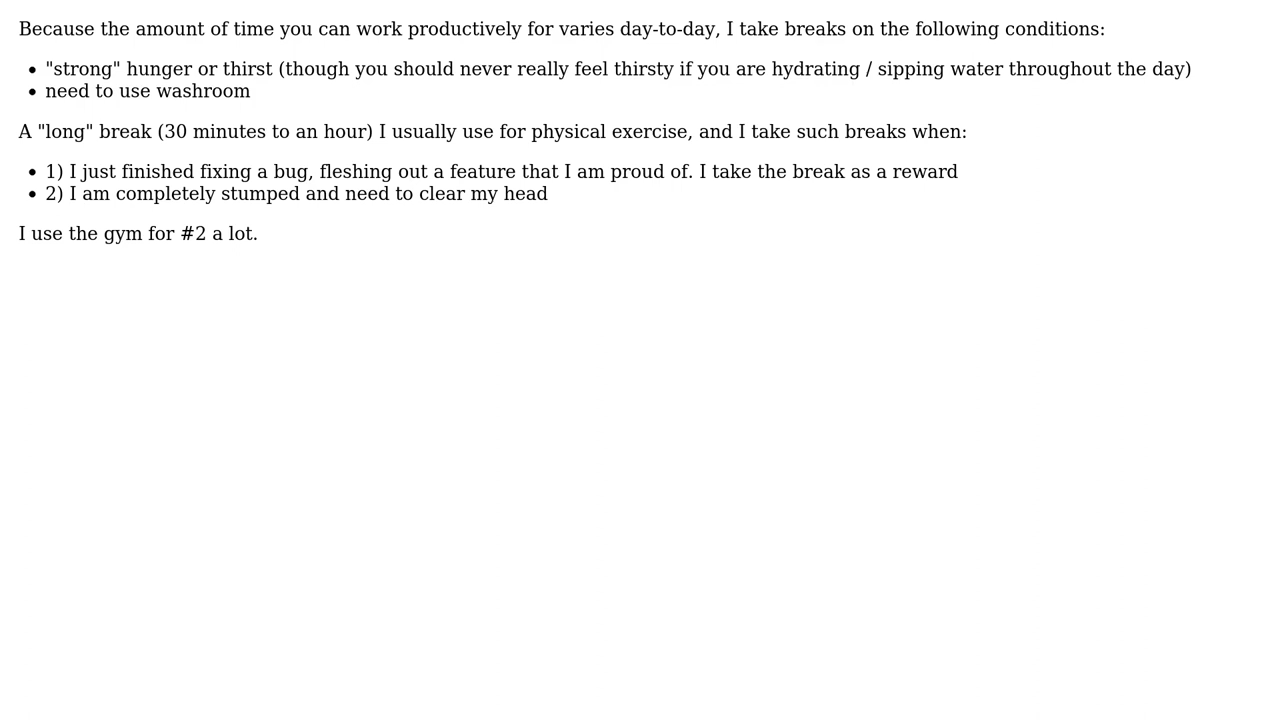 Because the amount of time you can work productively for varies day-to-day, I take breaks on the following conditions:
• "strong" hunger or thirst (though you should never really feel thirsty if you are hydrating / sipping water throughout the day)
• need to use washroom
A "long" break (30 minutes to an hour) I usually use for physical exercise, and I take such breaks when:
• 1) I just finished fixing a bug, fleshing out a feature that I am proud of. I take the break as a reward
• 2) I am completely stumped and need to clear my head
I use the gym for #2 a lot.